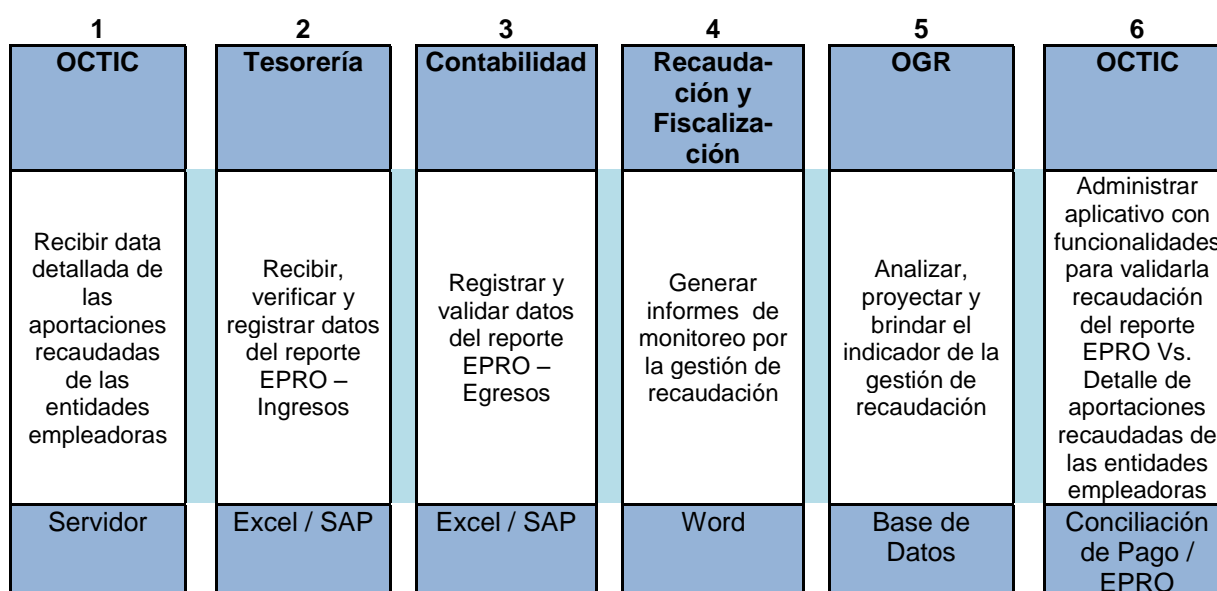 1
OCTIC
Recibir data
detallada de
las
aportaciones
recaudadas
de las
entidades
empleadoras
Servidor
2
Tesorería
Recibir,
verificar y
registrar datos
del reporte
EPRO –
Ingresos
Excel / SAP
3
Contabilidad
Registrar y
validar datos
del reporte
EPRO –
Egresos
Excel / SAP
4
Recauda-
ción y
Fiscaliza-
ción
Generar
informes de
monitoreo por
la gestión de
recaudación
Word
5
OGR
Analizar,
proyectar y
brindar el
indicador de la
gestión de
recaudación
Base de
Datos
6
OCTIC
Administrar
aplicativo con
funcionalidades
para validarla
recaudación
del reporte
EPRO Vs.
Detalle de
aportaciones
recaudadas de
las entidades
empleadoras
Conciliación
de Pago /
EPRO